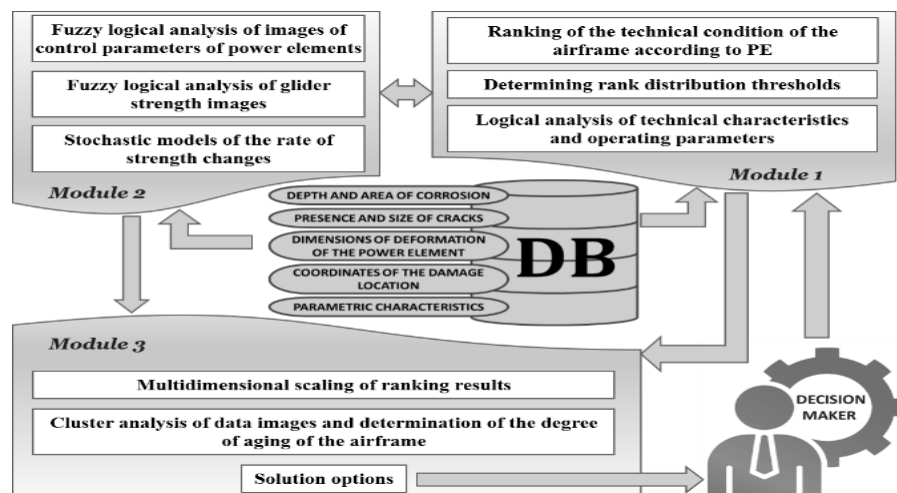 Fuzzy logical analysis of images of
control parameters of power elements
Fuzzy logical analysis of glider
strength images
Stochastic models of the rate of
strength changes
Module 2
Ranking of the technical condition of the
airframe according to PE
Determining rank distribution thresholds
Logical analysis of technical characteristics
and operating parameters
Module 1
DEPTH AND AREA OF CORROSION
PRESENCE AND SIZE OF CRACKS
DIMENSIONS OF DEFORMATION
OF THE POWER ELEMENT
COORDINATES OF THE DAMAGE
LOCATION
PARAMETRIC CHARACTERISTICS
DB
Module 3
Multidimensional scaling of ranking results
Cluster analysis of data images and determination of the degree
of aging of the airframe
Solution options
DECISION
MAKER